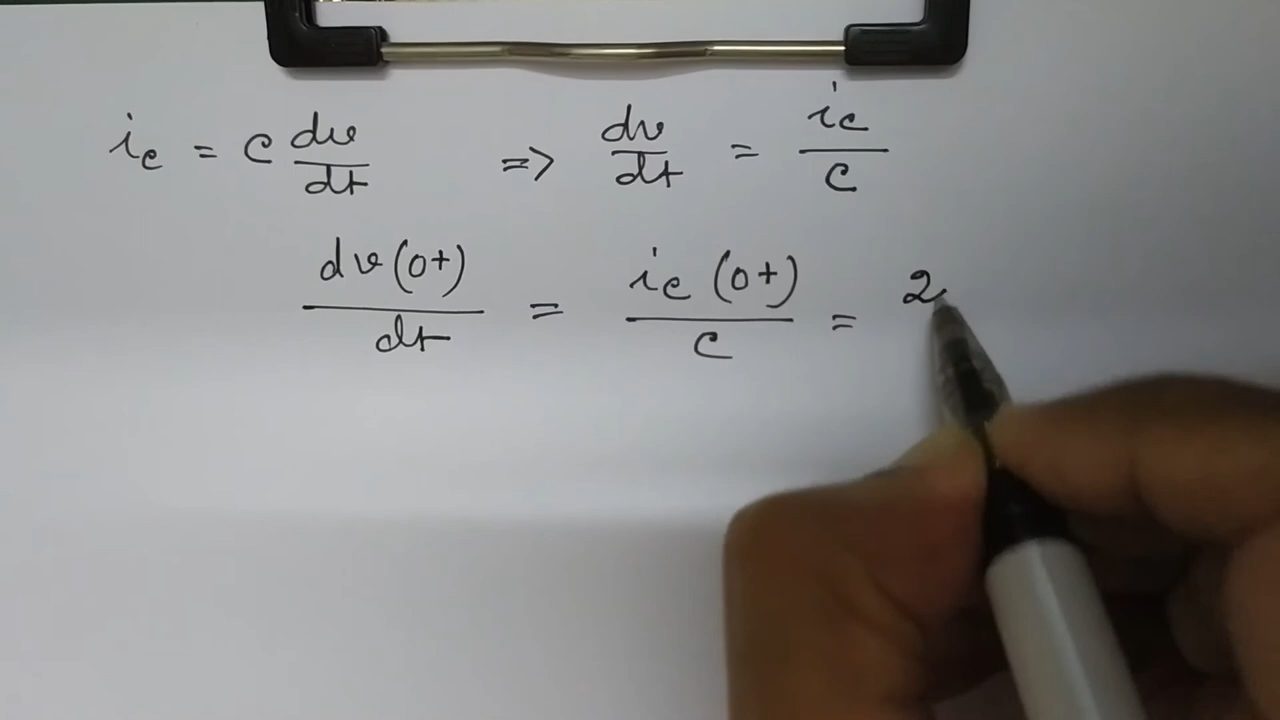 i_c = C dv/dt => dv/dt = i_c/C
dv(0+)/dt = i_c(0+)/C = 2